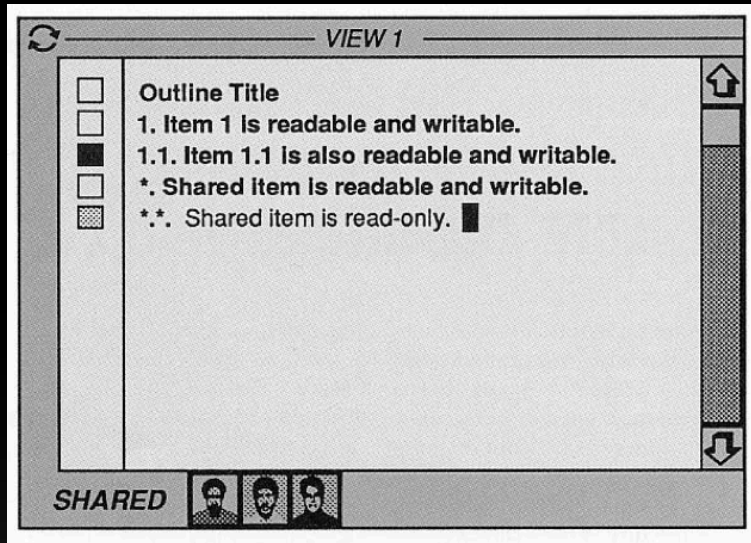 VIEW 1
Outline Title
1. Item 1 is readable and writable.
1.1. Item 1.1 is also readable and writable.
*. Shared item is readable and writable.
*.*. Shared item is read-only.
SHARED